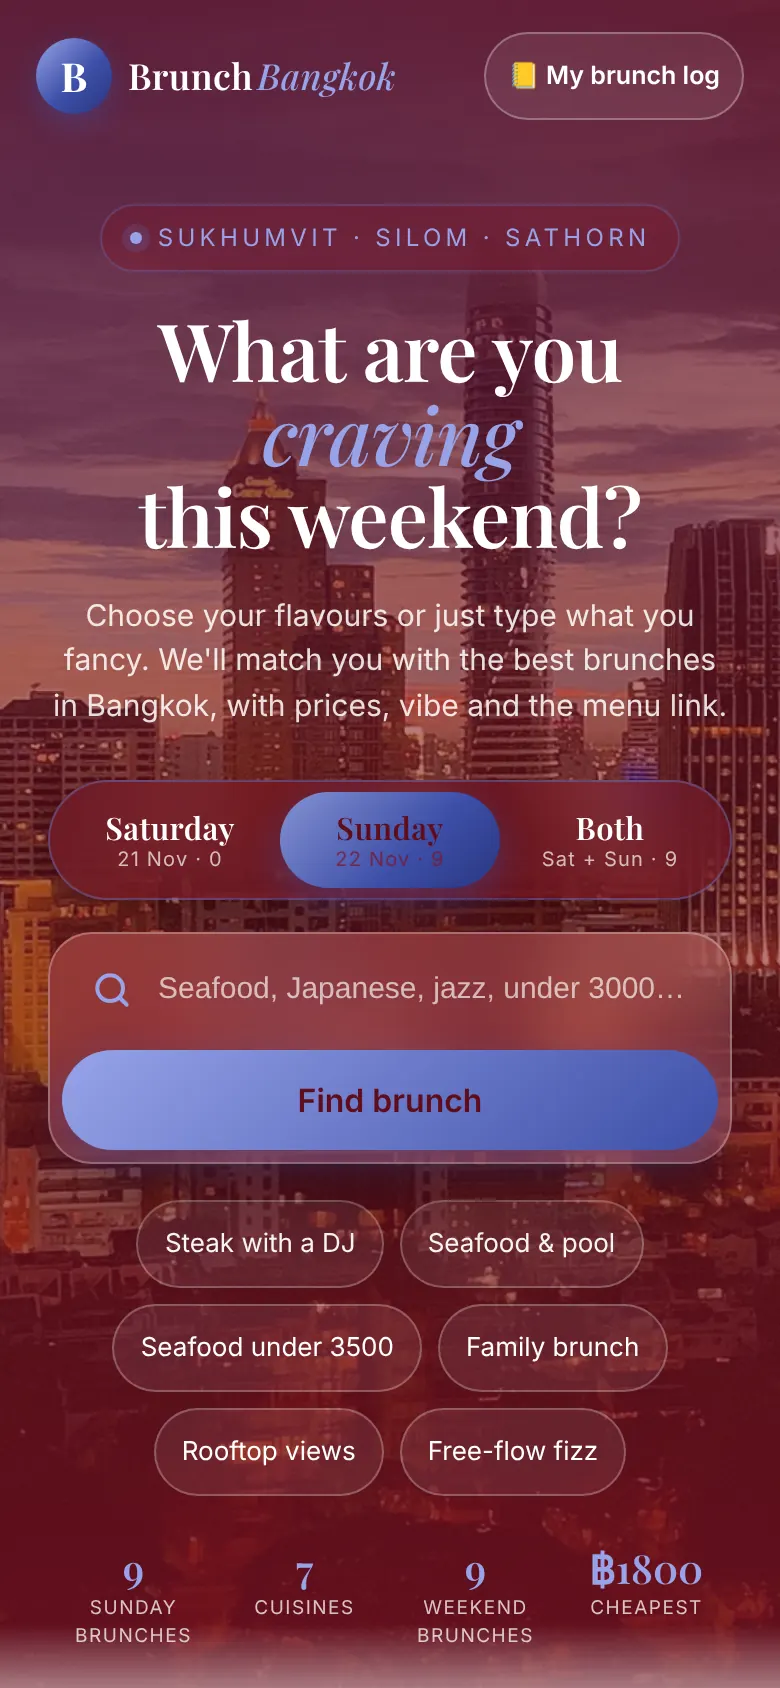 B
Brunch Bangkok
📒 My brunch log
SUKHUMVIT · SILOM · SATHORN
What are you
craving
this weekend?
Choose your flavours or just type what you
fancy. We'll match you with the best brunches
in Bangkok, with prices, vibe and the menu link.
Saturday
21 Nov · 0
Sunday
22 Nov · 9
Both
Sat + Sun · 9
Seafood, Japanese, jazz, under 3000...
Find brunch
Steak with a DJ
Seafood & pool
Seafood under 3500
Family brunch
Rooftop views
Free-flow fizz
9
SUNDAY
BRUNCHES
7
CUISINES
9
WEEKEND
BRUNCHES
฿1800
CHEAPEST